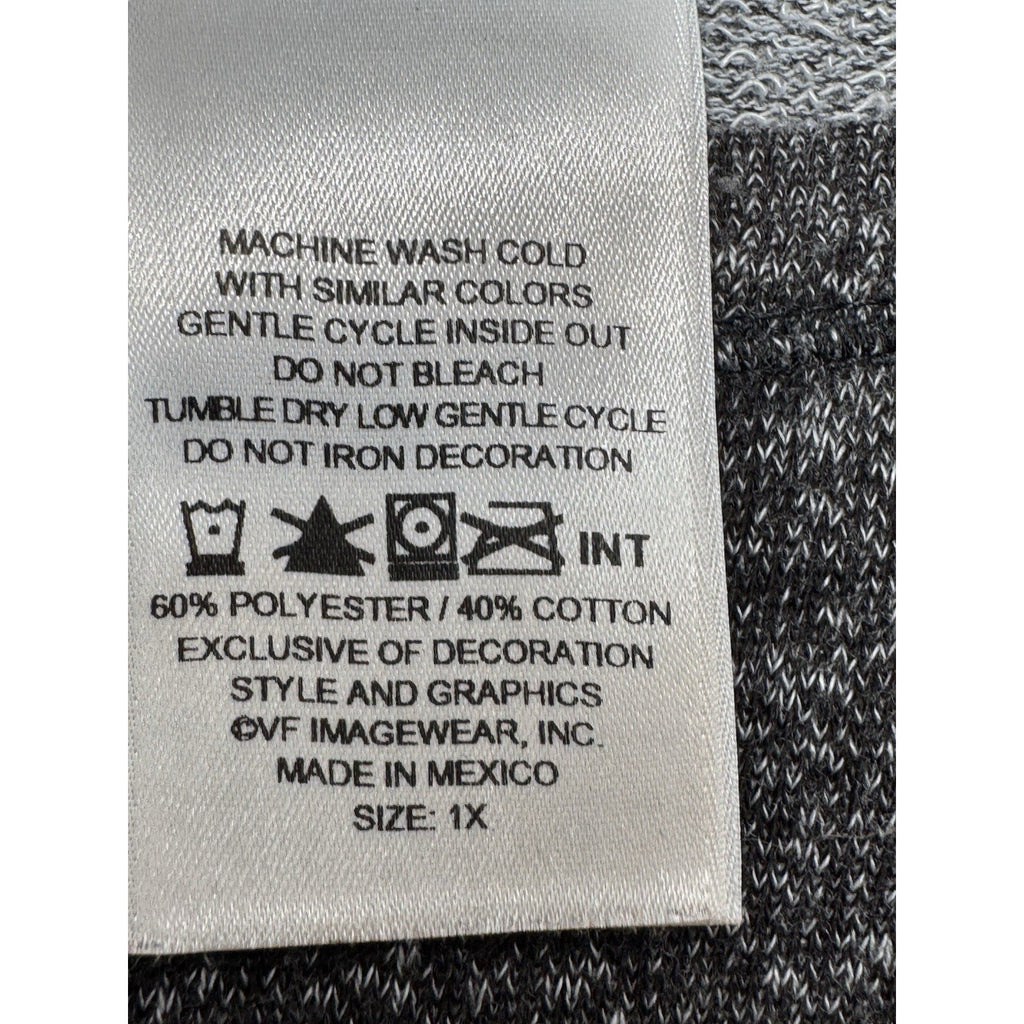 MACHINE WASH COLD
WITH SIMILAR COLORS
GENTLE CYCLE INSIDE OUT
DO NOT BLEACH
TUMBLE DRY LOW GENTLE CYCLE
DO NOT IRON DECORATION
INT
60% POLYESTER / 40% COTTON
EXCLUSIVE OF DECORATION
STYLE AND GRAPHICS
©VF IMAGEWEAR, INC.
MADE IN MEXICO
SIZE: 1X